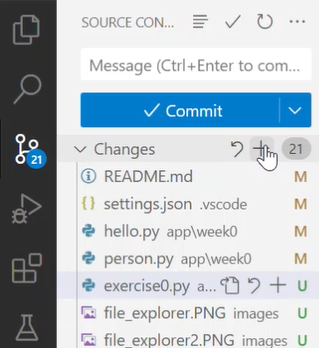 SOURCE CON...
Message (Ctrl+Enter to com...
Commit
21
Changes 21
README.md M
settings.json .vscode M
hello.py app\week0 M
person.py app\week0 M
exercise0.py a... U
file_explorer.PNG images U
file_explorer2.PNG images U